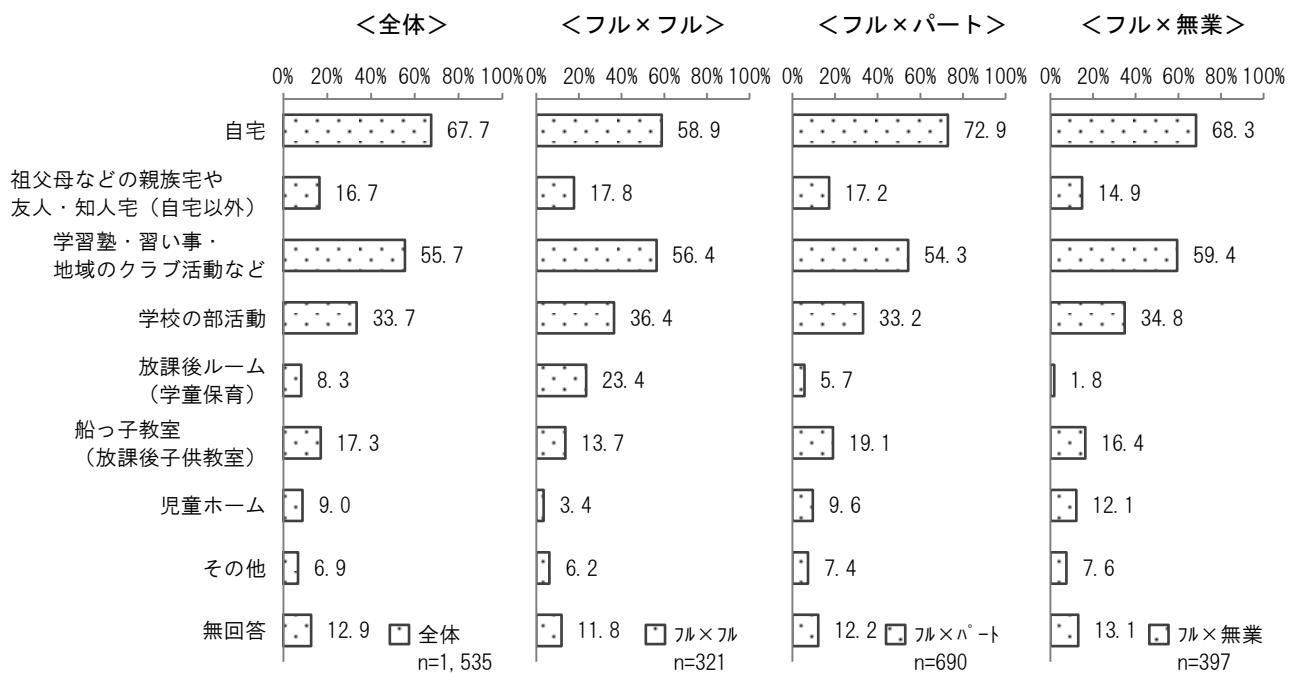 ＜全体＞ ＜フル×フル＞ ＜フル×パート＞ ＜フル×無業＞
0% 20% 40% 60% 80% 100% 0% 20% 40% 60% 80% 100% 0% 20% 40% 60% 80% 100% 0% 20% 40% 60% 80% 100%
自宅 67.7 58.9 72.9 68.3
祖父母などの親族宅や
友人・知人宅（自宅以外） 16.7 17.8 17.2 14.9
学習塾・習い事・
地域のクラブ活動など 55.7 56.4 54.3 59.4
学校の部活動 33.7 36.4 33.2 34.8
放課後ルーム
（学童保育） 8.3 23.4 5.7 1.8
船っ子教室
（放課後子供教室） 17.3 13.7 19.1 16.4
児童ホーム 9.0 3.4 9.6 12.1
その他 6.9 6.2 7.4 7.6
無回答 12.9 全体 11.8 ﾌﾙ×ﾌﾙ 12.2 ﾌﾙ×ﾊﾟｰﾄ 13.1 ﾌﾙ×無業
n=1,535 n=321 n=690 n=397